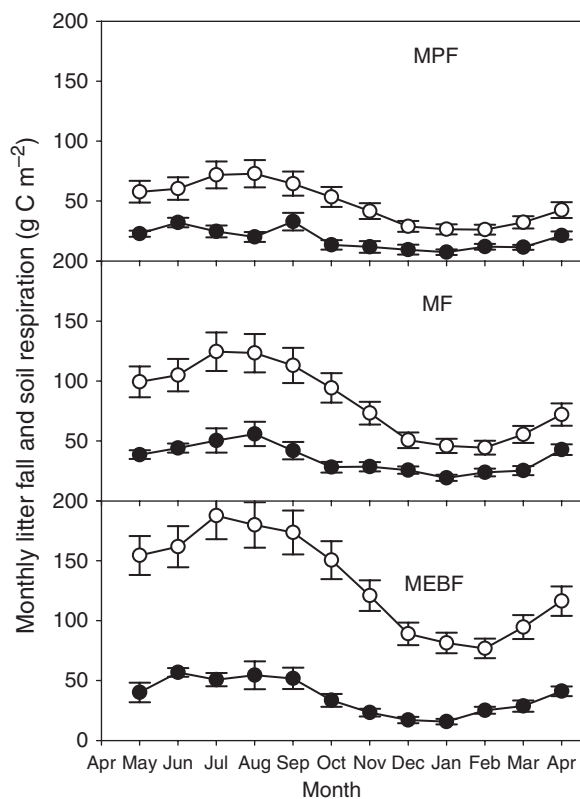 Monthly litter fall and soil respiration (g C m⁻²)
200
150
100
50
MPF
200
150
100
50
MF
200
150
100
50
0
MEBF
Apr May Jun Jul Aug Sep Oct Nov Dec Jan Feb Mar Apr
Month